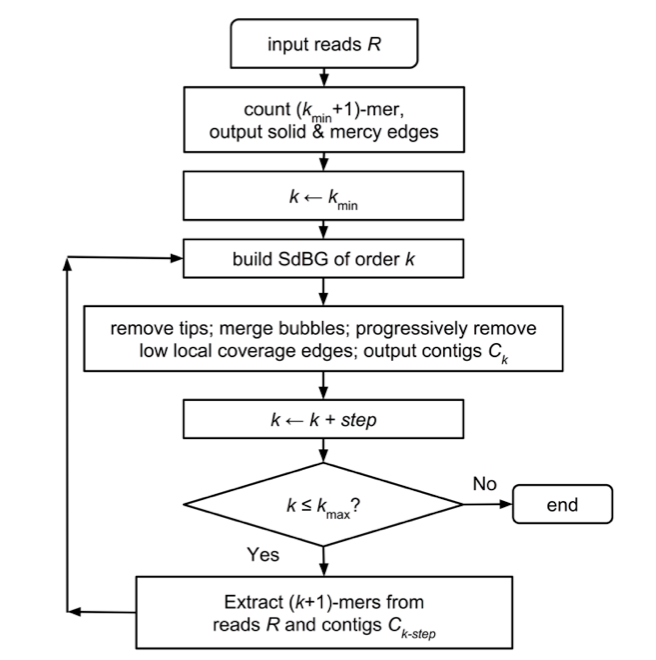 input reads R
count (kmin+1)-mer,
output solid & mercy edges
k ← kmin
build SdBG of order k
remove tips; merge bubbles; progressively remove
low local coverage edges; output contigs Ck
k ← k + step
k ≤ kmax?
No
end
Yes
Extract (k+1)-mers from
reads R and contigs Ck-step